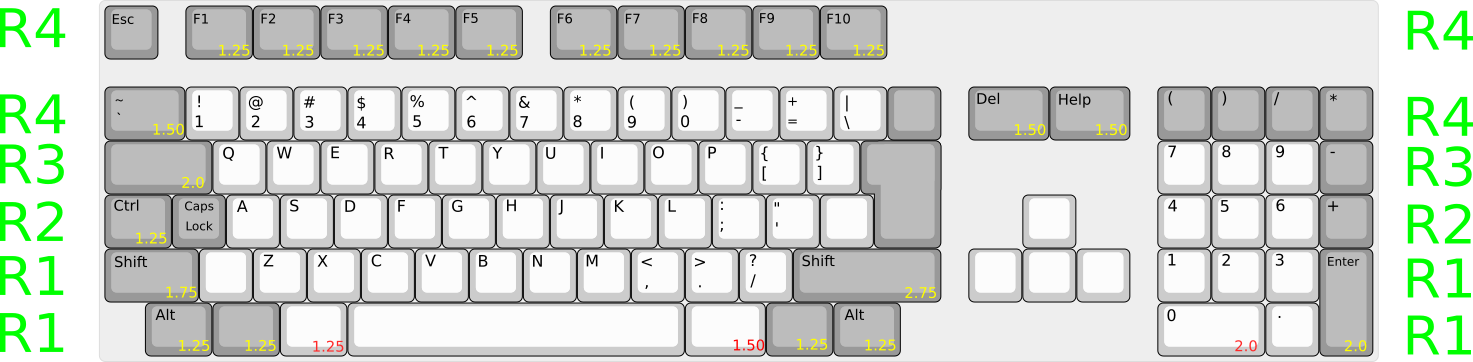 R4 Esc F1 1.25 F2 1.25 F3 1.25 F4 1.25 F5 1.25 F6 1.25 F7 1.25 F8 1.25 F9 1.25 F10 1.25 R4
R4 ~ ` 1.50 ! 1 @ 2 # 3 $ 4 % 5 ^ 6 & 7 * 8 ( 9 ) 0 _ - + = | \ Del 1.50 Help 1.50 ( ) / * R4
R3 2.0 Q W E R T Y U I O P { [ } ] 7 8 9 - R3
R2 Ctrl 1.25 Caps Lock A S D F G H J K L : ; " ' 4 5 6 + R2
R1 Shift 1.75 Z X C V B N M < , > . ? / Shift 2.75 1 2 3 Enter 2.0 R1
R1 Alt 1.25 1.25 1.25 1.50 1.25 Alt 1.25 0 2.0 . R1